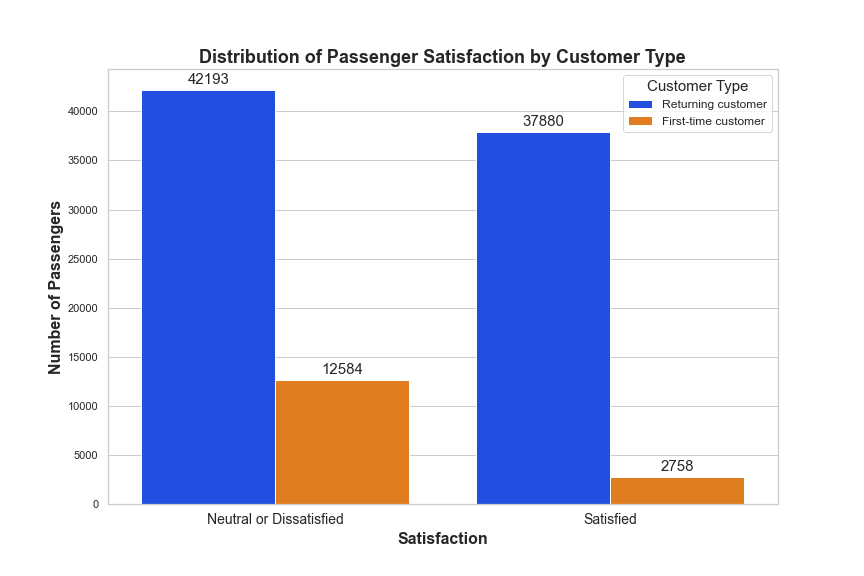 Distribution of Passenger Satisfaction by Customer Type
42193
37880
12584
2758
Customer Type
Returning customer
First-time customer
Number of Passengers
40000
35000
30000
25000
20000
15000
10000
5000
0
Neutral or Dissatisfied
Satisfied
Satisfaction